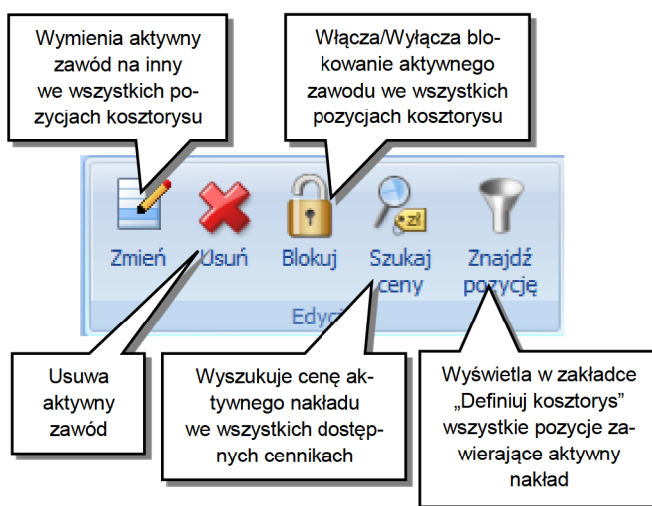 Wymienia aktywny
zawód na inny
we wszystkich po-
zycjach kosztorysu
Włącza/Wyłącza blo-
kowanie aktywnego
zawodu we wszystkich
pozycjach kosztorysu
zł
Zmień
Usuń
Blokuj
Szukaj
ceny
Znajdź
pozycję
Edycj
Usuwa
aktywny
zawód
Wyszukuje cenę ak-
tywnego nakładu
we wszystkich dostęp-
nych cennikach
Wyświetla w zakładce
„Definiuj kosztorys”
wszystkie pozycje za-
wierające aktywny
nakład